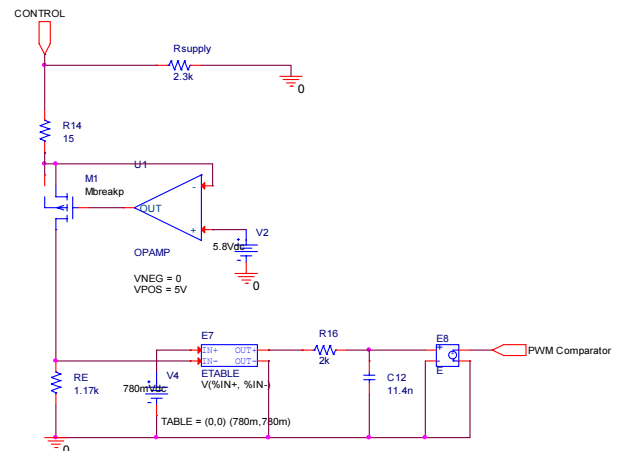 CONTROL
Rsupply
2.3k
0
R14
15
U1
M1
Mbreakp
-
OUT
+
V2
5.8Vdc
OPAMP
0
VNEG = 0
VPOS = 5V
E7
IN+ OUT+
IN- OUT-
R16
2k
E8
+
-
E
PWM Comparator
ETABLE
V(%IN+, %IN-)
RE
1.17k
V4
780mVdc
C12
11.4n
TABLE = (0,0) (780m,780m)
0